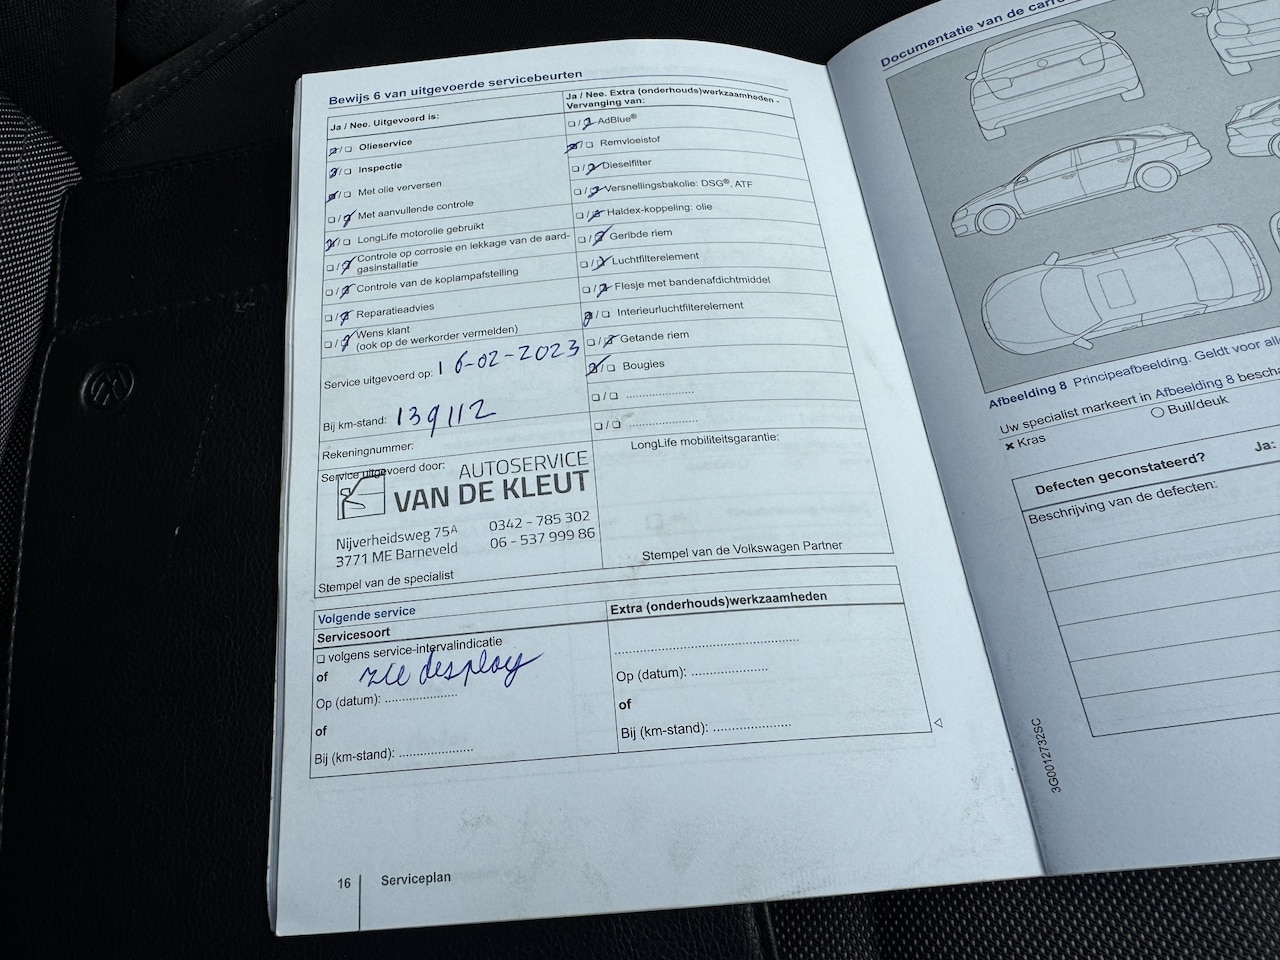 Bewijs 6 van uitgevoerde servicebeurten
Ja / Nee. Uitgevoerd is:
Olieservice
Inspectie
Met olie verversen
Met aanvullende controle
LongLife motorolie gebruikt
Controle op corrosie en lekkage van de aard-
gasinstallatie
Controle van de koplampafstelling
Reparatieadvies
Wens klant
(ook op de werkorder vermelden)
Service uitgevoerd op: 16-02-2023
Bij km-stand: 139112
Rekeningnummer:
Service uitgevoerd door:
AUTOSERVICE
VAN DE KLEUT
Nijverheidsweg 75A 0342 - 785 302
3771 ME Barneveld 06 - 537 999 86
Stempel van de specialist
Ja / Nee. Extra (onderhouds)werkzaamheden -
Vervanging van:
AdBlue®
Remvloeistof
Dieselfilter
Versnellingsbakolie: DSG®, ATF
Haldex-koppeling: olie
Geribde riem
Luchtfilterelement
Flesje met bandenafdichtmiddel
Interieurluchtfilterelement
Getande riem
Bougies
LongLife mobiliteitsgarantie:
Stempel van de Volkswagen Partner
Volgende service
Servicesoort
volgens service-intervalindicatie
of zie display
Op (datum): ....................
of
Bij (km-stand): ....................
Extra (onderhouds)werkzaamheden
Op (datum): ....................
of
Bij (km-stand): ....................
16 Serviceplan
Documentatie van de
Afbeelding 8 Principeafbeelding. Geldt voor
Uw specialist markeert in Afbeelding 8
× Kras
Buil/deuk
Defecten geconstateerd? Ja:
Beschrijving van de defecten:
3G0012732SC